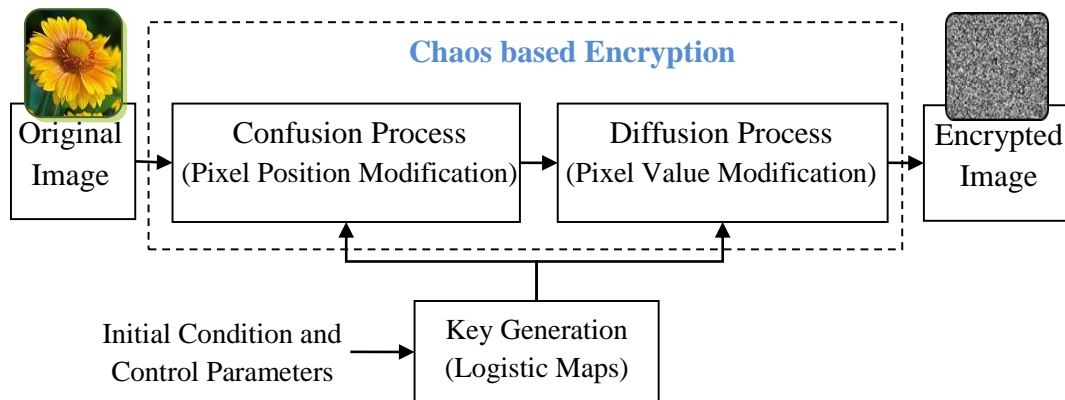 Chaos based Encryption
Original
Image
Confusion Process
(Pixel Position Modification)
Diffusion Process
(Pixel Value Modification)
Encrypted
Image
Initial Condition and
Control Parameters
Key Generation
(Logistic Maps)